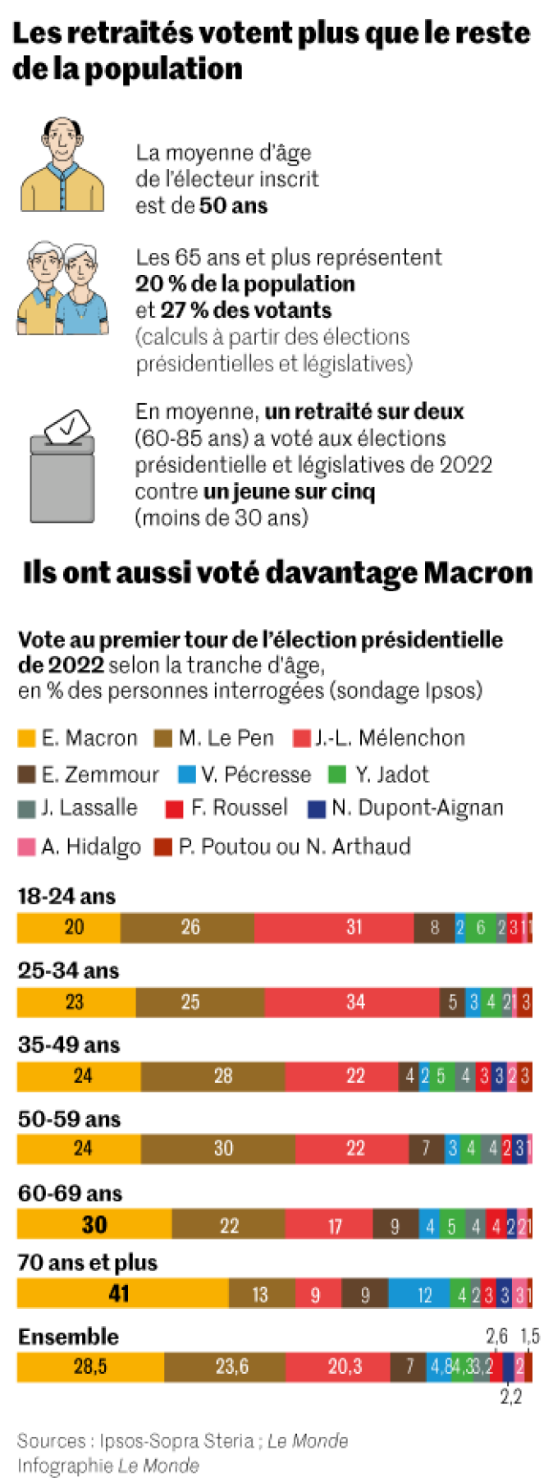 Les retraités votent plus que le reste
de la population
La moyenne d'âge
de l'électeur inscrit
est de 50 ans
Les 65 ans et plus représentent
20 % de la population
et 27 % des votants
(calculs à partir des élections
présidentielles et législatives)
En moyenne, un retraité sur deux
(60-85 ans) a voté aux élections
présidentielle et législatives de 2022
contre un jeune sur cinq
(moins de 30 ans)
Ils ont aussi voté davantage Macron
Vote au premier tour de l'élection présidentielle
de 2022 selon la tranche d'âge,
en % des personnes interrogées (sondage Ipsos)
E. Macron M. Le Pen J.-L. Mélenchon
E. Zemmour V. Pécresse Y. Jadot
J. Lassalle F. Roussel N. Dupont-Aignan
A. Hidalgo P. Poutou ou N. Arthaud
18-24 ans
20 26 31 8 2 6 2 3 1 1
25-34 ans
23 25 34 5 3 4 2 1 3
35-49 ans
24 28 22 4 2 5 4 3 3 2 3
50-59 ans
24 30 22 7 3 4 4 2 3 1
60-69 ans
30 22 17 9 4 5 4 4 2 2 1
70 ans et plus
41 13 9 9 12 4 2 3 3 3 1
Ensemble
2,6 1,5
28,5 23,6 20,3 7 4,8 4,3 3,2 2
2,2
Sources : Ipsos-Sopra Steria ; Le Monde
Infographie Le Monde